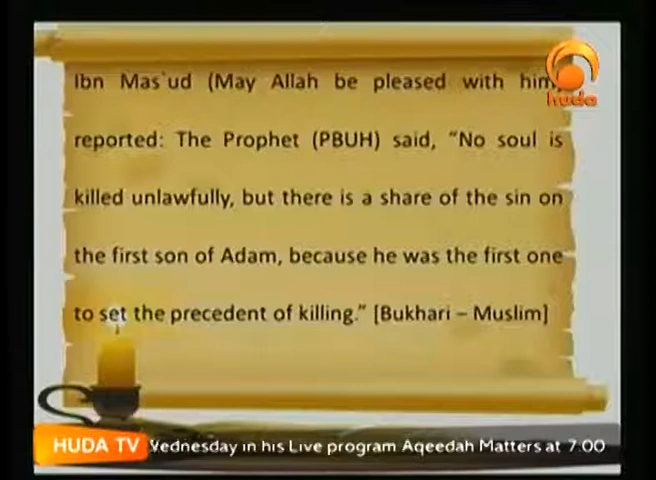 Ibn Mas`ud (May Allah be pleased with him)
reported: The Prophet (PBUH) said, “No soul is
killed unlawfully, but there is a share of the sin on
the first son of Adam, because he was the first one
to set the precedent of killing.” [Bukhari – Muslim]
huda
HUDA TV Wednesday in his Live program Aqeedah Matters at 7:00